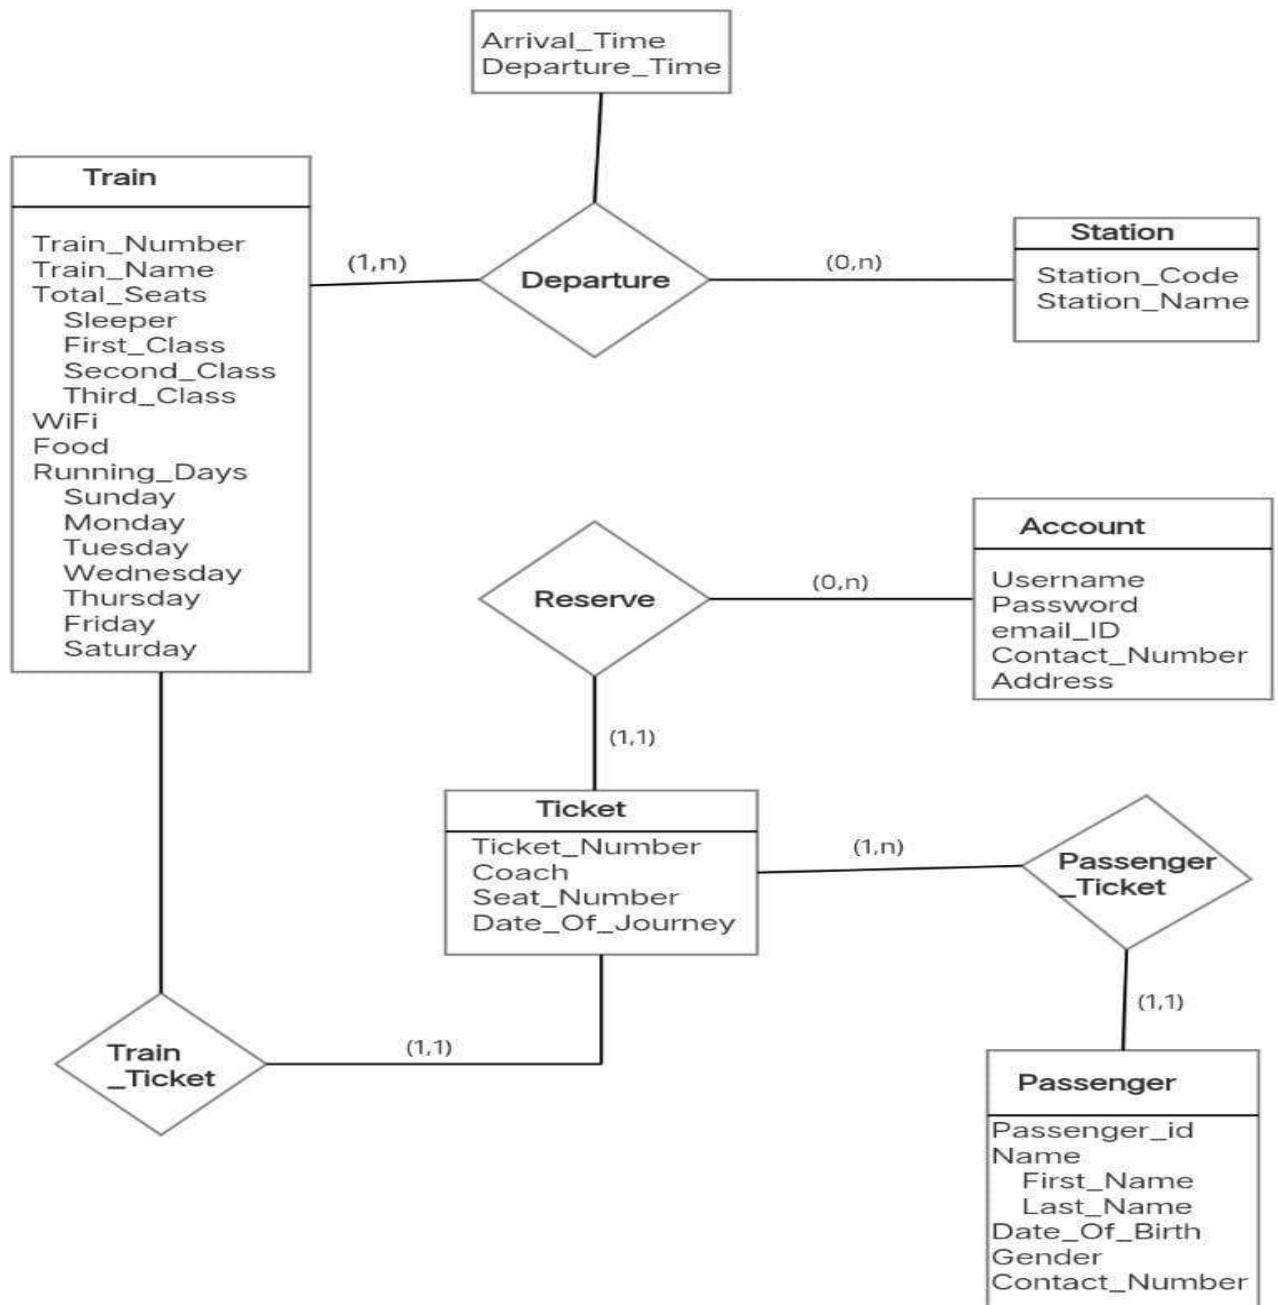 Arrival_Time
Departure_Time
Train
Train_Number
Train_Name
Total_Seats
Sleeper
First_Class
Second_Class
Third_Class
WiFi
Food
Running_Days
Sunday
Monday
Tuesday
Wednesday
Thursday
Friday
Saturday
(1,n)
Departure
(0,n)
Station
Station_Code
Station_Name
Reserve
(0,n)
Account
Username
Password
email_ID
Contact_Number
Address
(1,1)
Ticket
Ticket_Number
Coach
Seat_Number
Date_Of_Journey
(1,n)
Passenger
_Ticket
(1,1)
Train
_Ticket
(1,1)
Passenger
Passenger_id
Name
First_Name
Last_Name
Date_Of_Birth
Gender
Contact_Number